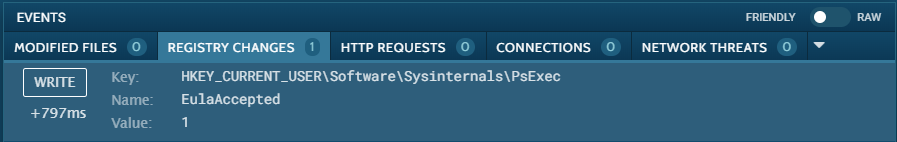 EVENTS FRIENDLY RAW
MODIFIED FILES 0 REGISTRY CHANGES 1 HTTP REQUESTS 0 CONNECTIONS 0 NETWORK THREATS 0
WRITE Key: HKEY_CURRENT_USER\Software\Sysinternals\PsExec
Name: EulaAccepted
+797ms Value: 1